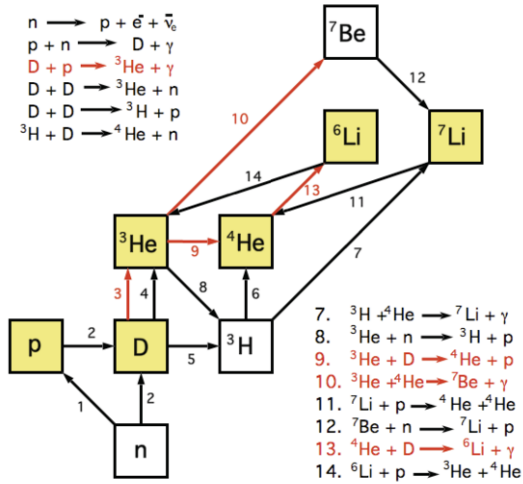 n ⟶ p + e⁻ + ν̄ₑ
p + n ⟶ D + γ
D + p ⟶ ³He + γ
D + D ⟶ ³He + n
D + D ⟶ ³H + p
³H + D ⟶ ⁴He + n
⁷Be
12
10
⁶Li
⁷Li
14
13
11
³He
9
⁴He
3
4
8
6
7
p
2
D
5
³H
1
2
n
7. ³H + ⁴He ⟶ ⁷Li + γ
8. ³He + n ⟶ ³H + p
9. ³He + D ⟶ ⁴He + p
10. ³He + ⁴He ⟶ ⁷Be + γ
11. ⁷Li + p ⟶ ⁴He + ⁴He
12. ⁷Be + n ⟶ ⁷Li + p
13. ⁴He + D ⟶ ⁶Li + γ
14. ⁶Li + p ⟶ ³He + ⁴He